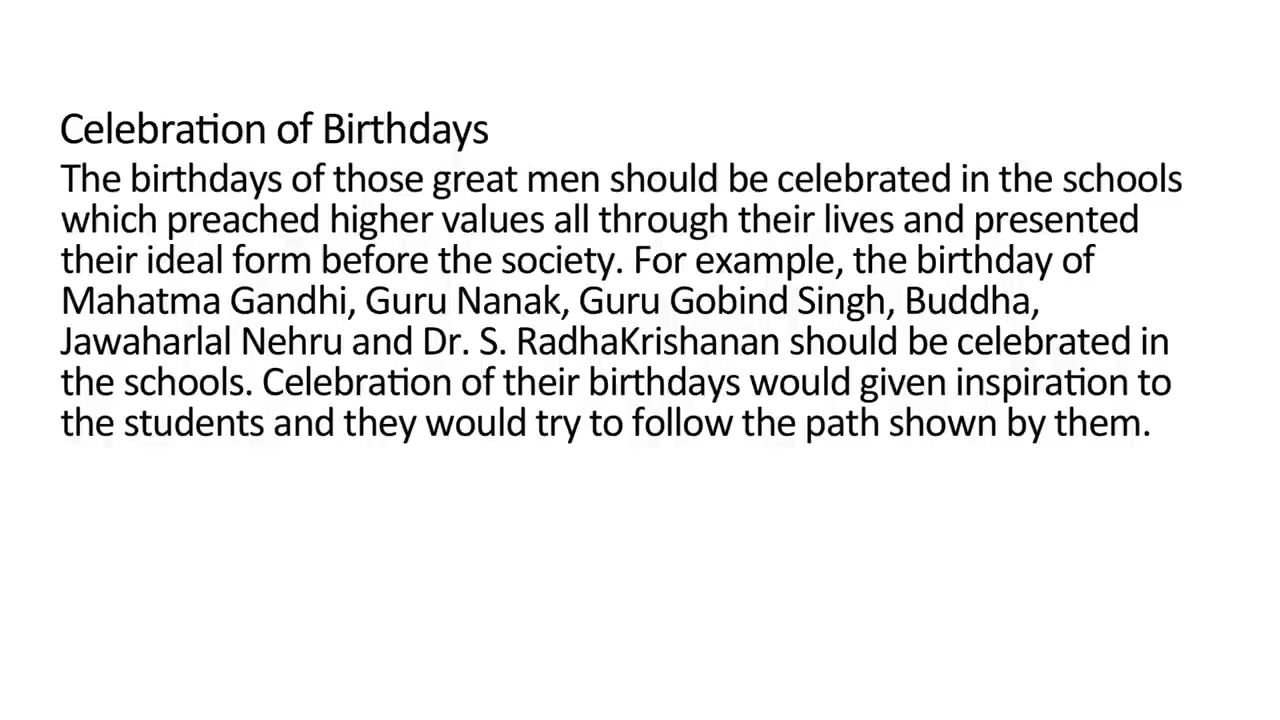 Celebration of Birthdays
The birthdays of those great men should be celebrated in the schools
which preached higher values all through their lives and presented
their ideal form before the society. For example, the birthday of
Mahatma Gandhi, Guru Nanak, Guru Gobind Singh, Buddha,
Jawaharlal Nehru and Dr. S. RadhaKrishanan should be celebrated in
the schools. Celebration of their birthdays would given inspiration to
the students and they would try to follow the path shown by them.